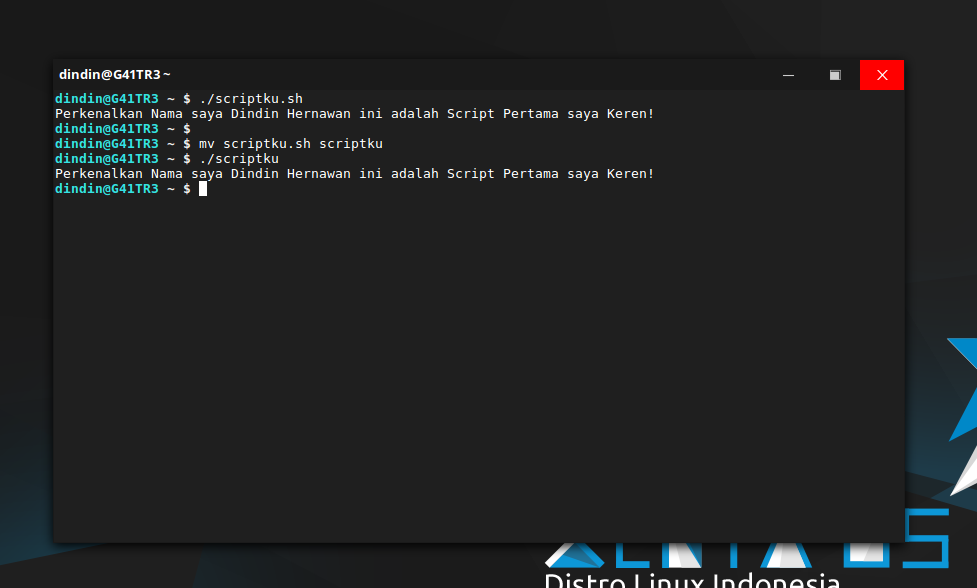 dindin@G41TR3 ~
dindin@G41TR3 ~ $ ./scriptku.sh
Perkenalkan Nama saya Dindin Hernawan ini adalah Script Pertama saya Keren!
dindin@G41TR3 ~ $
dindin@G41TR3 ~ $ mv scriptku.sh scriptku
dindin@G41TR3 ~ $ ./scriptku
Perkenalkan Nama saya Dindin Hernawan ini adalah Script Pertama saya Keren!
dindin@G41TR3 ~ $
Distro Linux Indonesia